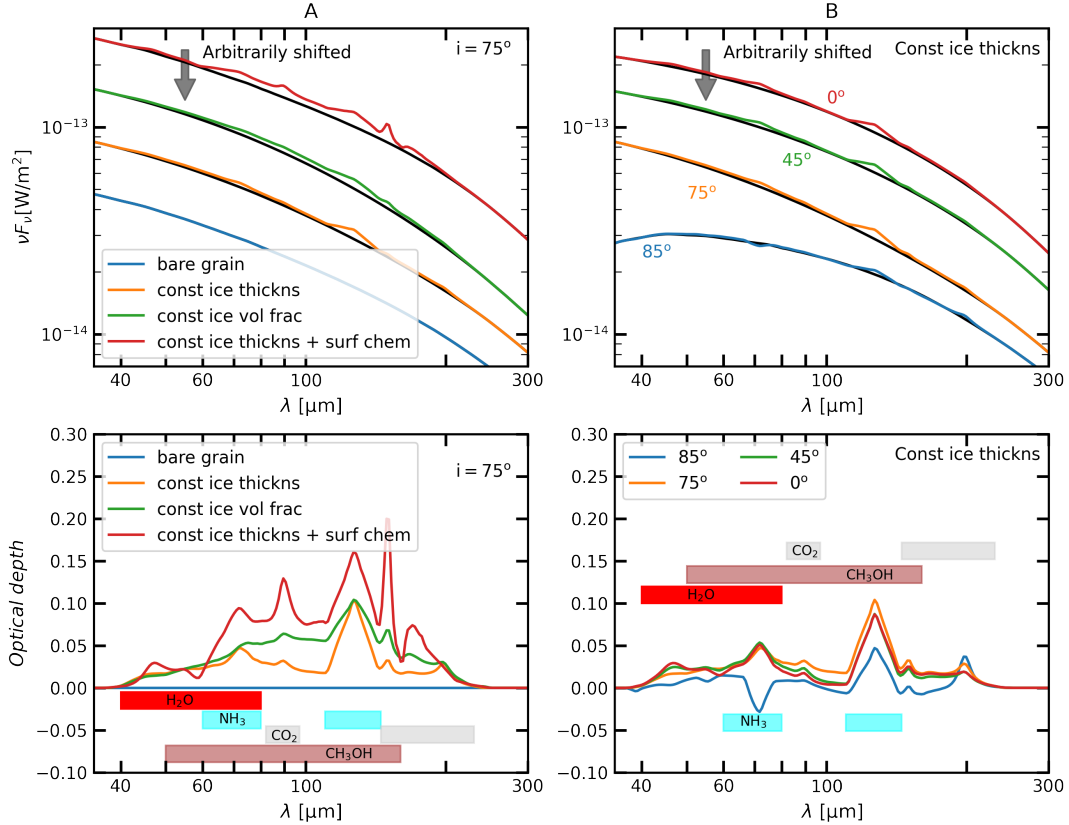 A
B
Arbitrarily shifted
i = 75°
Arbitrarily shifted
Const ice thickns
0°
45°
75°
85°
νFν[W/m²]
10⁻¹³
10⁻¹⁴
bare grain
const ice thickns
const ice vol frac
const ice thickns + surf chem
10⁻¹³
10⁻¹⁴
40 60 100 300
λ [μm]
40 60 100 300
λ [μm]
Optical depth
0.30
0.25
0.20
0.15
0.10
0.05
0.00
−0.05
−0.10
bare grain
const ice thickns
const ice vol frac
const ice thickns + surf chem
i = 75°
H₂O
NH₃
CO₂
CH₃OH
40 60 100 300
λ [μm]
0.30
0.25
0.20
0.15
0.10
0.05
0.00
−0.05
−0.10
85° 45°
75° 0°
Const ice thickns
CO₂
CH₃OH
H₂O
NH₃
40 60 100 300
λ [μm]